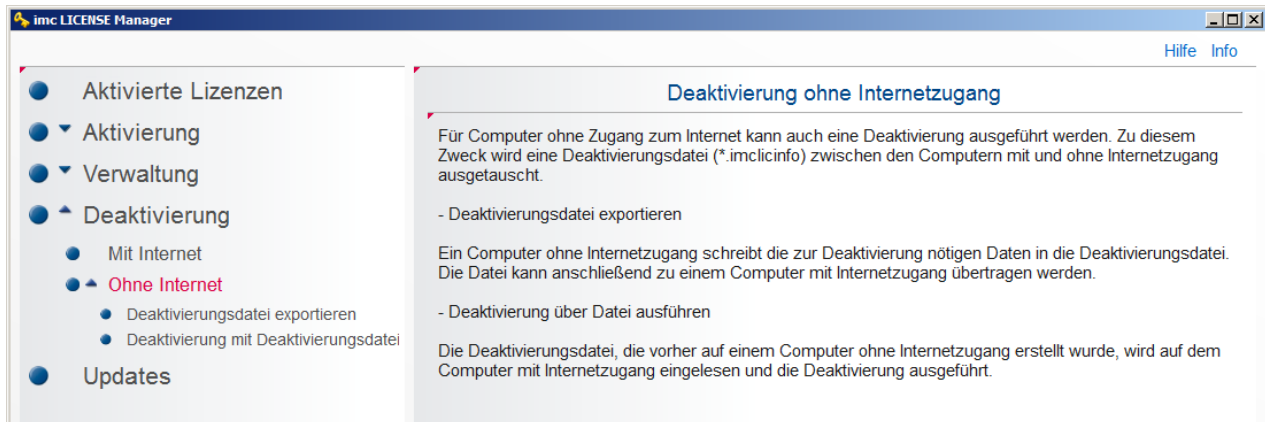 imc LICENSE Manager
Hilfe Info
Aktivierte Lizenzen
Aktivierung
Verwaltung
Deaktivierung
Mit Internet
Ohne Internet
Deaktivierungsdatei exportieren
Deaktivierung mit Deaktivierungsdatei
Updates
Deaktivierung ohne Internetzugang
Für Computer ohne Zugang zum Internet kann auch eine Deaktivierung ausgeführt werden. Zu diesem
Zweck wird eine Deaktivierungsdatei (*.imclicinfo) zwischen den Computern mit und ohne Internetzugang
ausgetauscht.
- Deaktivierungsdatei exportieren
Ein Computer ohne Internetzugang schreibt die zur Deaktivierung nötigen Daten in die Deaktivierungsdatei.
Die Datei kann anschließend zu einem Computer mit Internetzugang übertragen werden.
- Deaktivierung über Datei ausführen
Die Deaktivierungsdatei, die vorher auf einem Computer ohne Internetzugang erstellt wurde, wird auf dem
Computer mit Internetzugang eingelesen und die Deaktivierung ausgeführt.